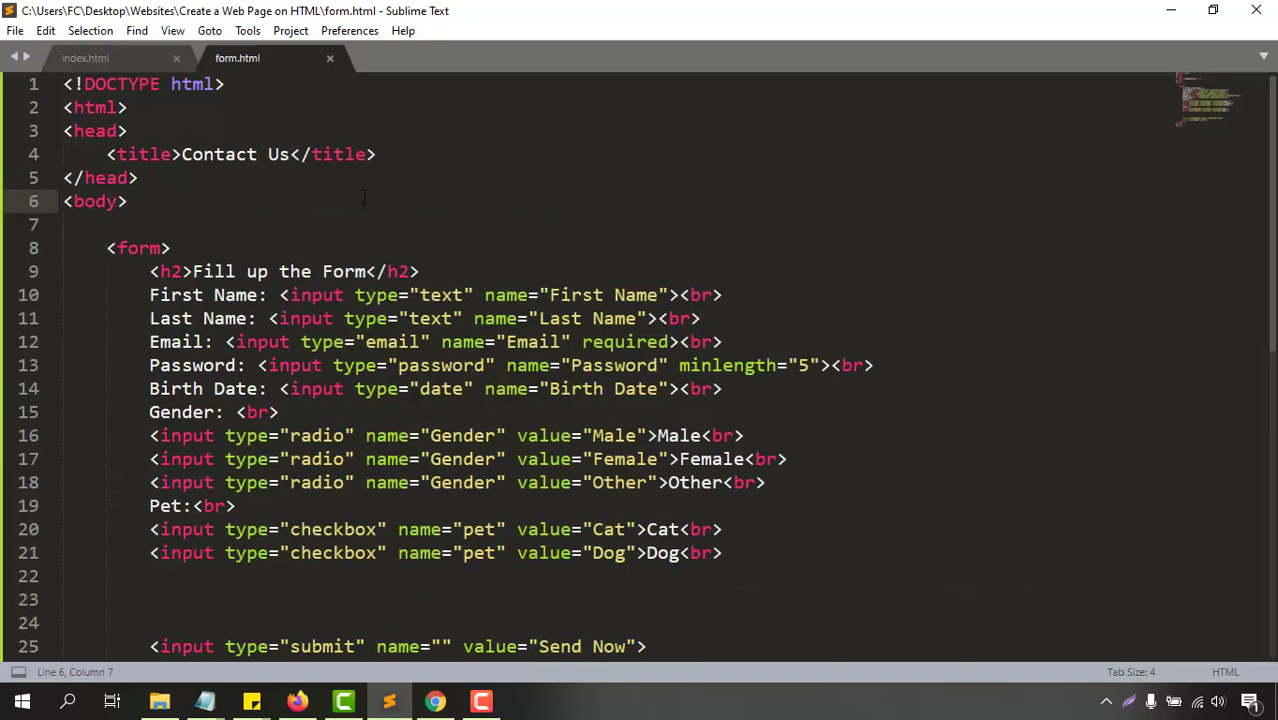 C:\Users\FC\Desktop\Websites\Create a Web Page on HTML\form.html - Sublime Text
File Edit Selection Find View Goto Tools Project Preferences Help
index.html form.html
1 <!DOCTYPE html>
2 <html>
3 <head>
4 <title>Contact Us</title>
5 </head>
6 <body>
7
8 <form>
9 <h2>Fill up the Form</h2>
10 First Name: <input type="text" name="First Name"><br>
11 Last Name: <input type="text" name="Last Name"><br>
12 Email: <input type="email" name="Email" required><br>
13 Password: <input type="password" name="Password" minlength="5"><br>
14 Birth Date: <input type="date" name="Birth Date"><br>
15 Gender: <br>
16 <input type="radio" name="Gender" value="Male">Male<br>
17 <input type="radio" name="Gender" value="Female">Female<br>
18 <input type="radio" name="Gender" value="Other">Other<br>
19 Pet:<br>
20 <input type="checkbox" name="pet" value="Cat">Cat<br>
21 <input type="checkbox" name="pet" value="Dog">Dog<br>
22
23
24
25 <input type="submit" name="" value="Send Now">
Line 6, Column 7 Tab Size: 4 HTML